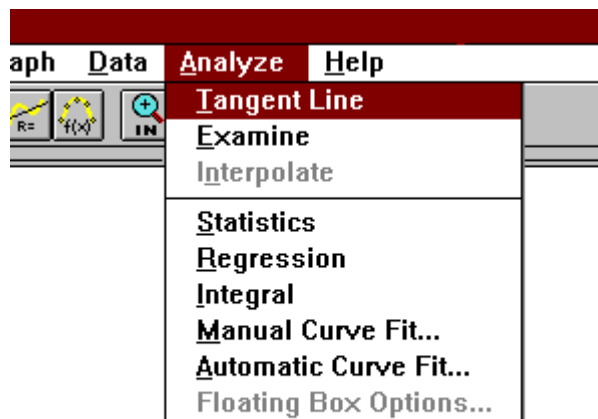 aph Data Analyze Help
R= f(x) IN
Tangent Line
Examine
Interpolate
Statistics
Regression
Integral
Manual Curve Fit...
Automatic Curve Fit...
Floating Box Options...